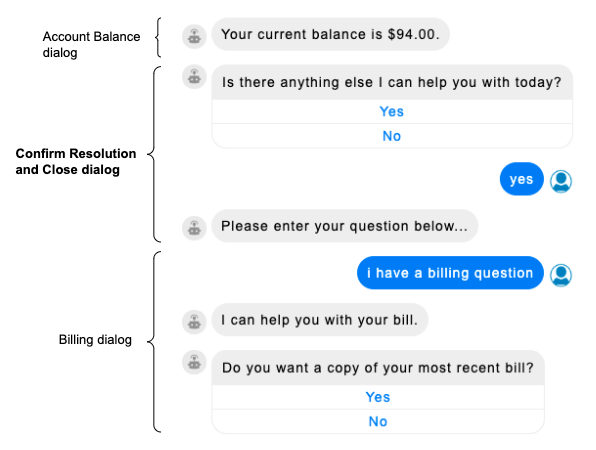 Account Balance
dialog
Your current balance is $94.00.
Is there anything else I can help you with today?
Yes
No
Confirm Resolution
and Close dialog
yes
Please enter your question below...
i have a billing question
I can help you with your bill.
Billing dialog
Do you want a copy of your most recent bill?
Yes
No